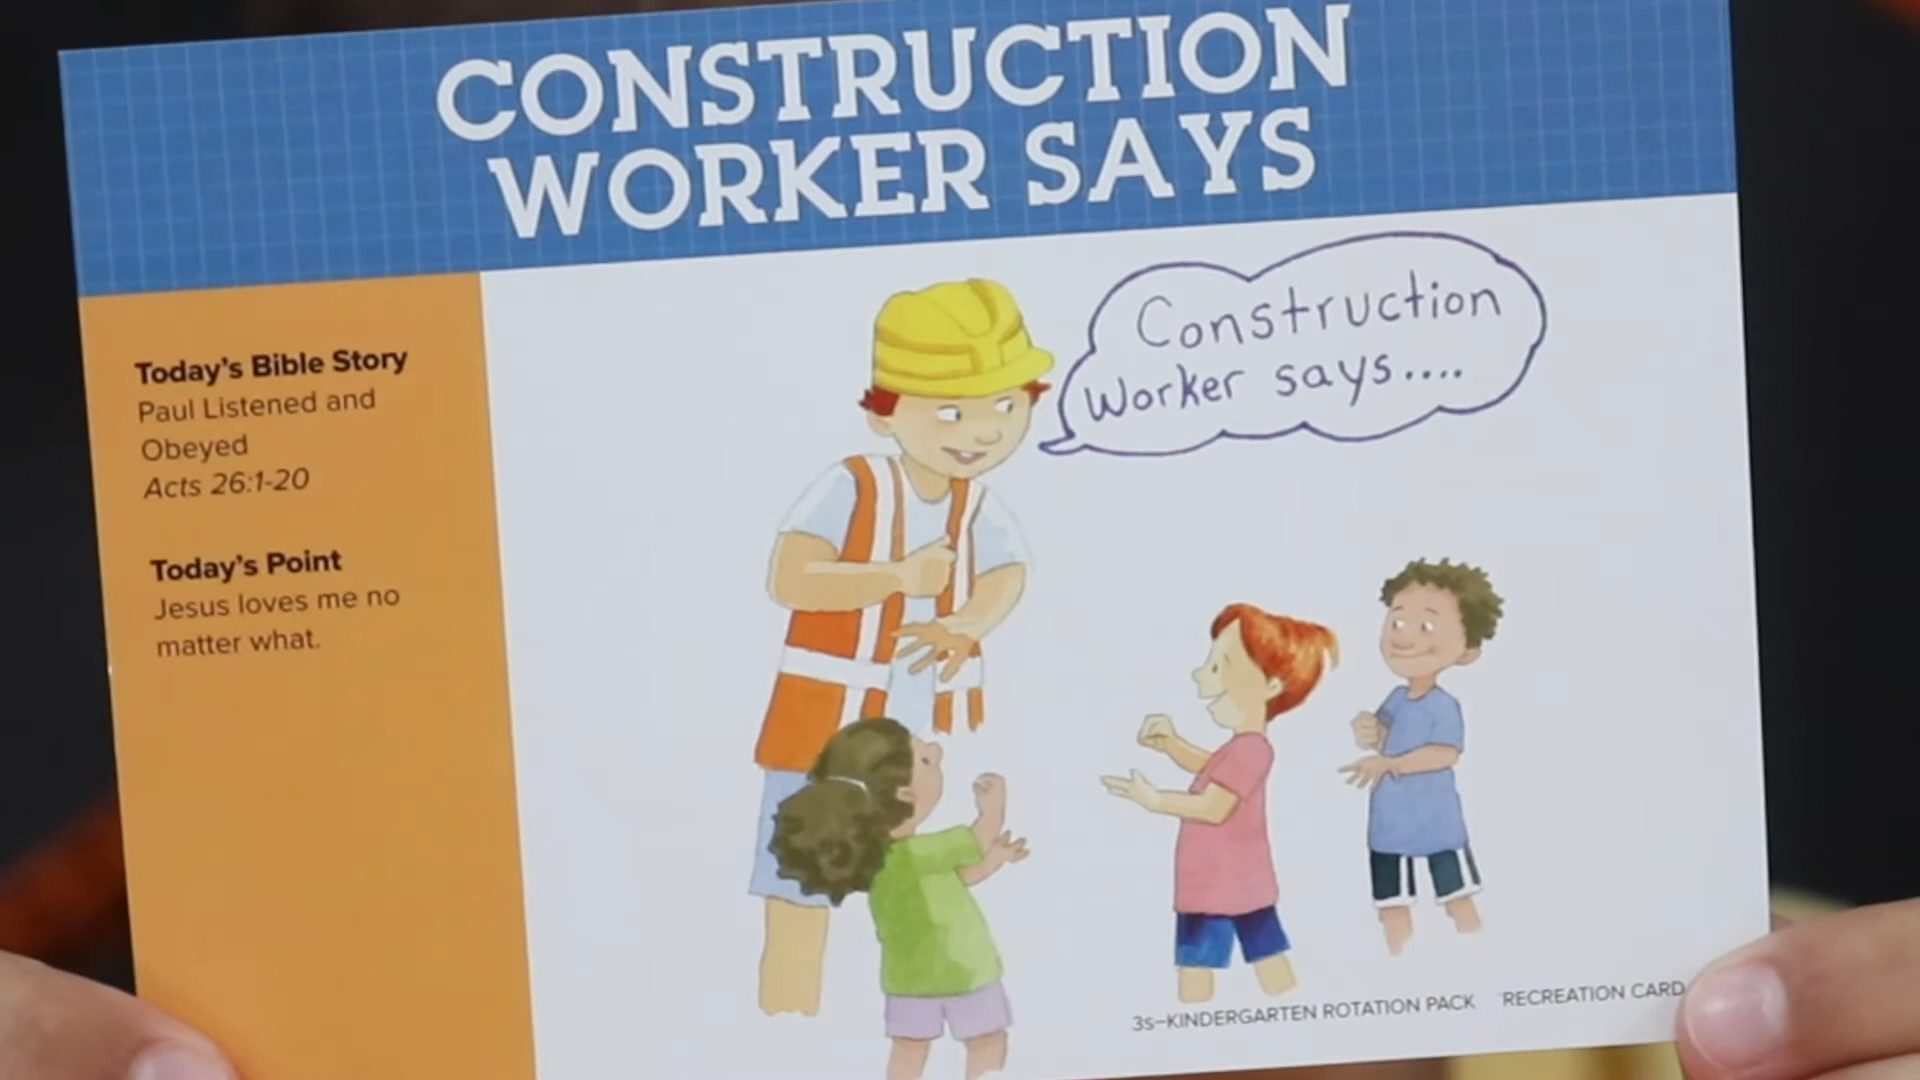 CONSTRUCTION
WORKER SAYS
Today's Bible Story
Paul Listened and
Obeyed
Acts 26:1-20
Today's Point
Jesus loves me no
matter what.
Construction
Worker says....
3s–KINDERGARTEN ROTATION PACK RECREATION CARD